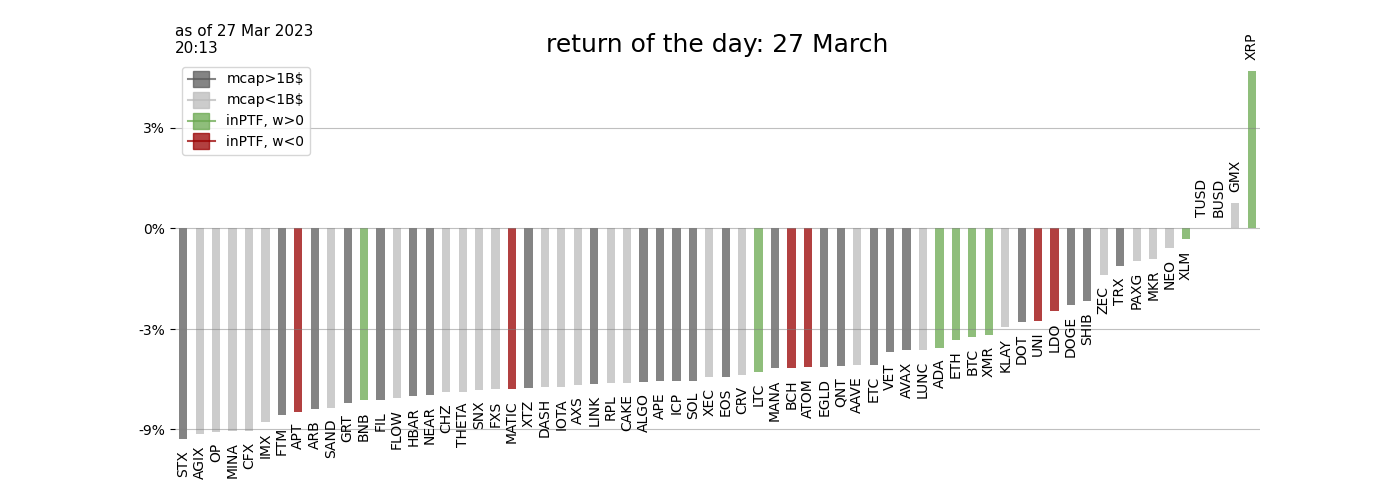 as of 27 Mar 2023
20:13
return of the day: 27 March
mcap>1B$
mcap<1B$
inPTF, w>0
inPTF, w<0
3%
0%
-3%
-9%
STX
AGIX
OP
MINA
CFX
IMX
FTM
APT
ARB
SAND
GRT
BNB
FIL
FLOW
HBAR
NEAR
CHZ
THETA
SNX
FXS
MATIC
XTZ
DASH
IOTA
AXS
LINK
RPL
CAKE
ALGO
APE
ICP
SOL
XEC
EOS
CRV
LTC
MANA
BCH
ATOM
EGLD
QNT
AAVE
ETC
VET
AVAX
LUNC
ADA
ETH
BTC
XMR
KLAY
DOT
UNI
LDO
DOGE
SHIB
ZEC
TRX
PAXG
MKR
NEO
XLM
TUSD
BUSD
GMX
XRP